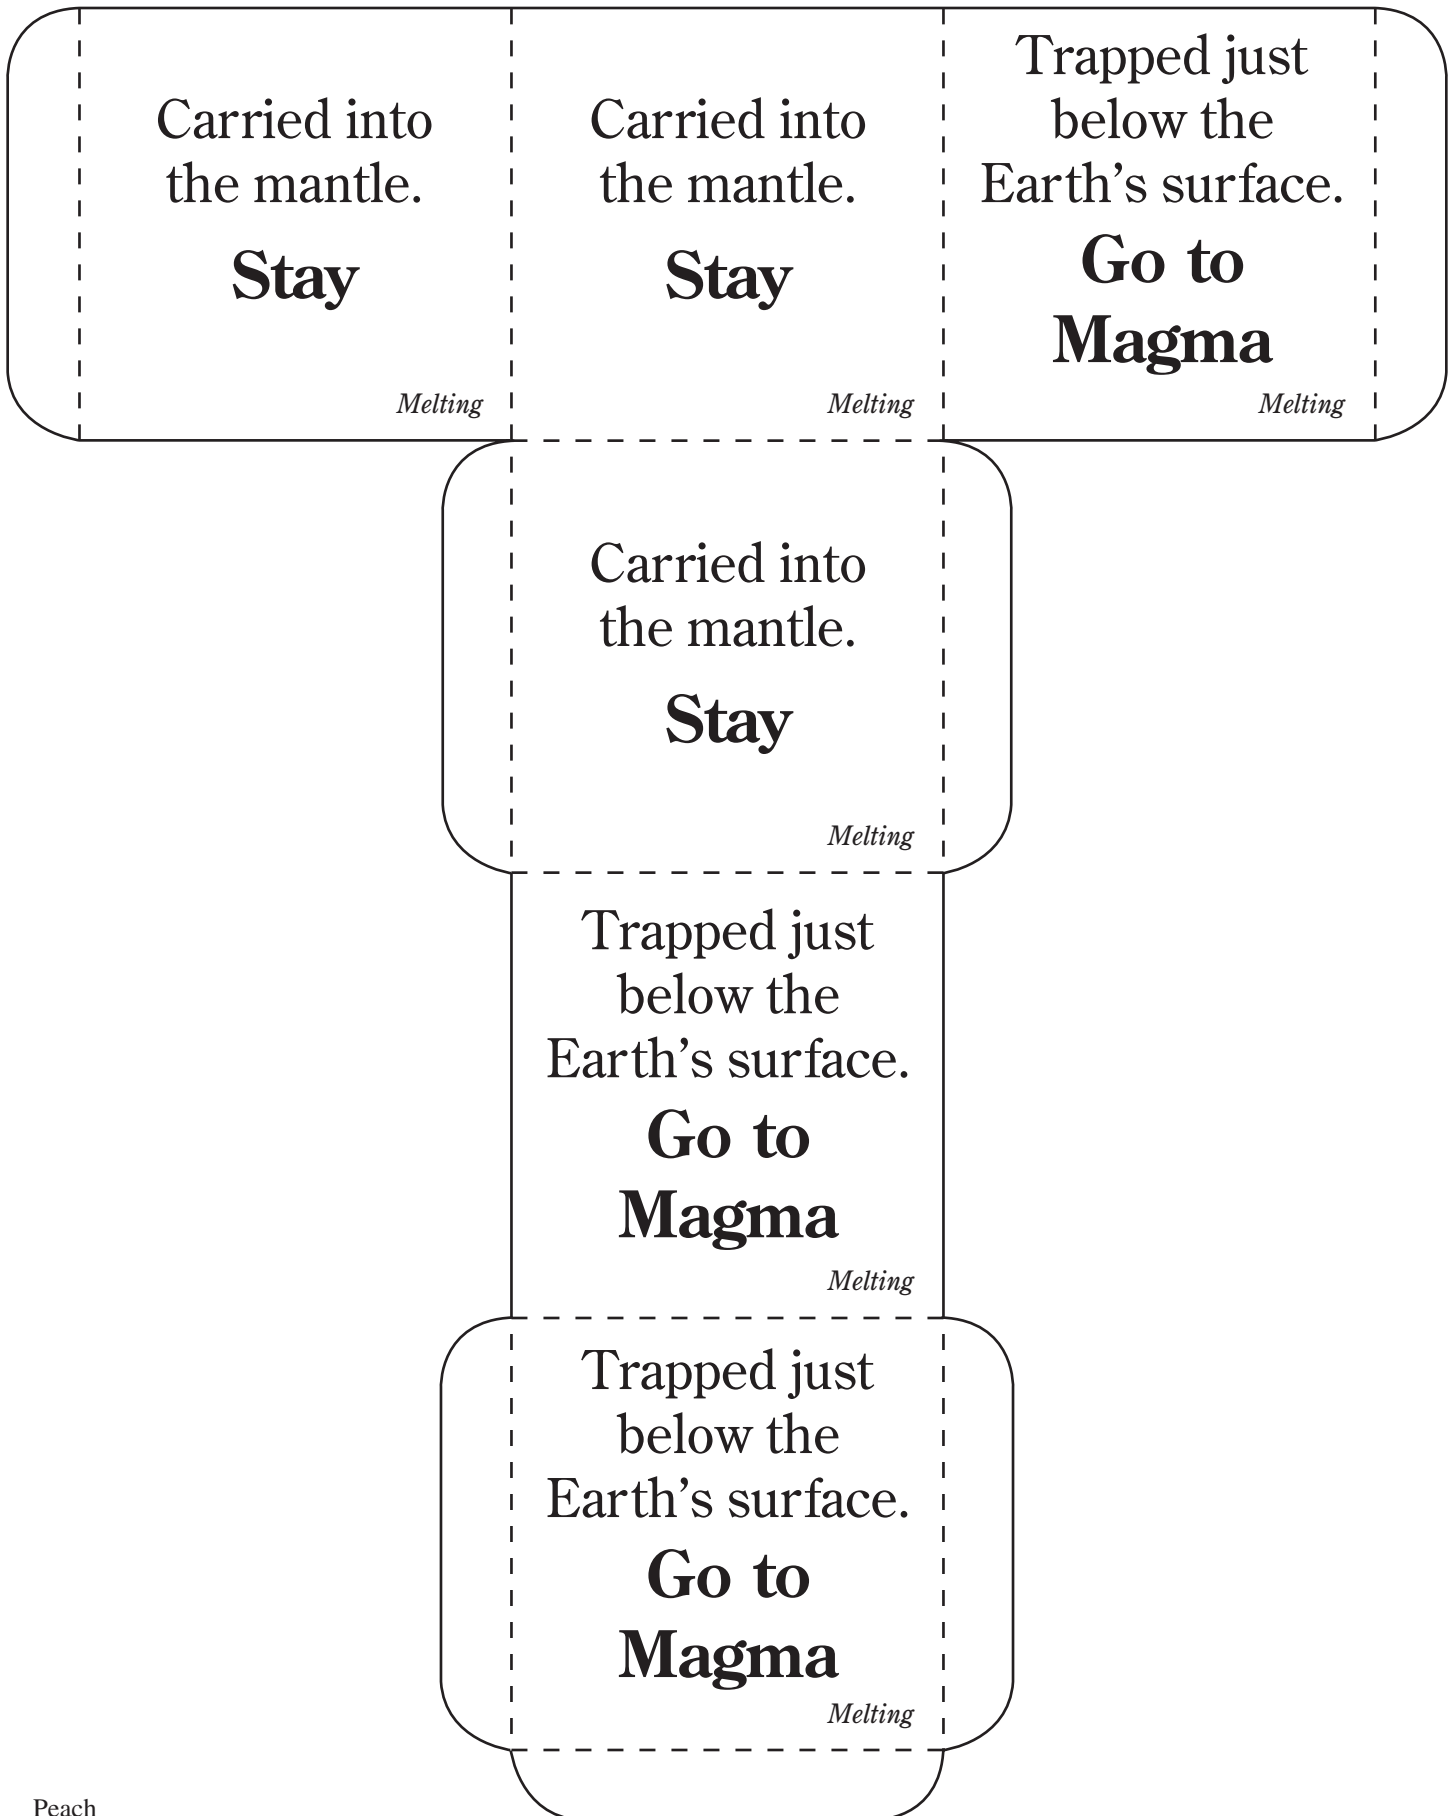 Carried into
the mantle.
Stay
Melting
Carried into
the mantle.
Stay
Melting
Trapped just
below the
Earth’s surface.
Go to
Magma
Melting
Carried into
the mantle.
Stay
Melting
Trapped just
below the
Earth’s surface.
Go to
Magma
Melting
Trapped just
below the
Earth’s surface.
Go to
Magma
Melting
Peach